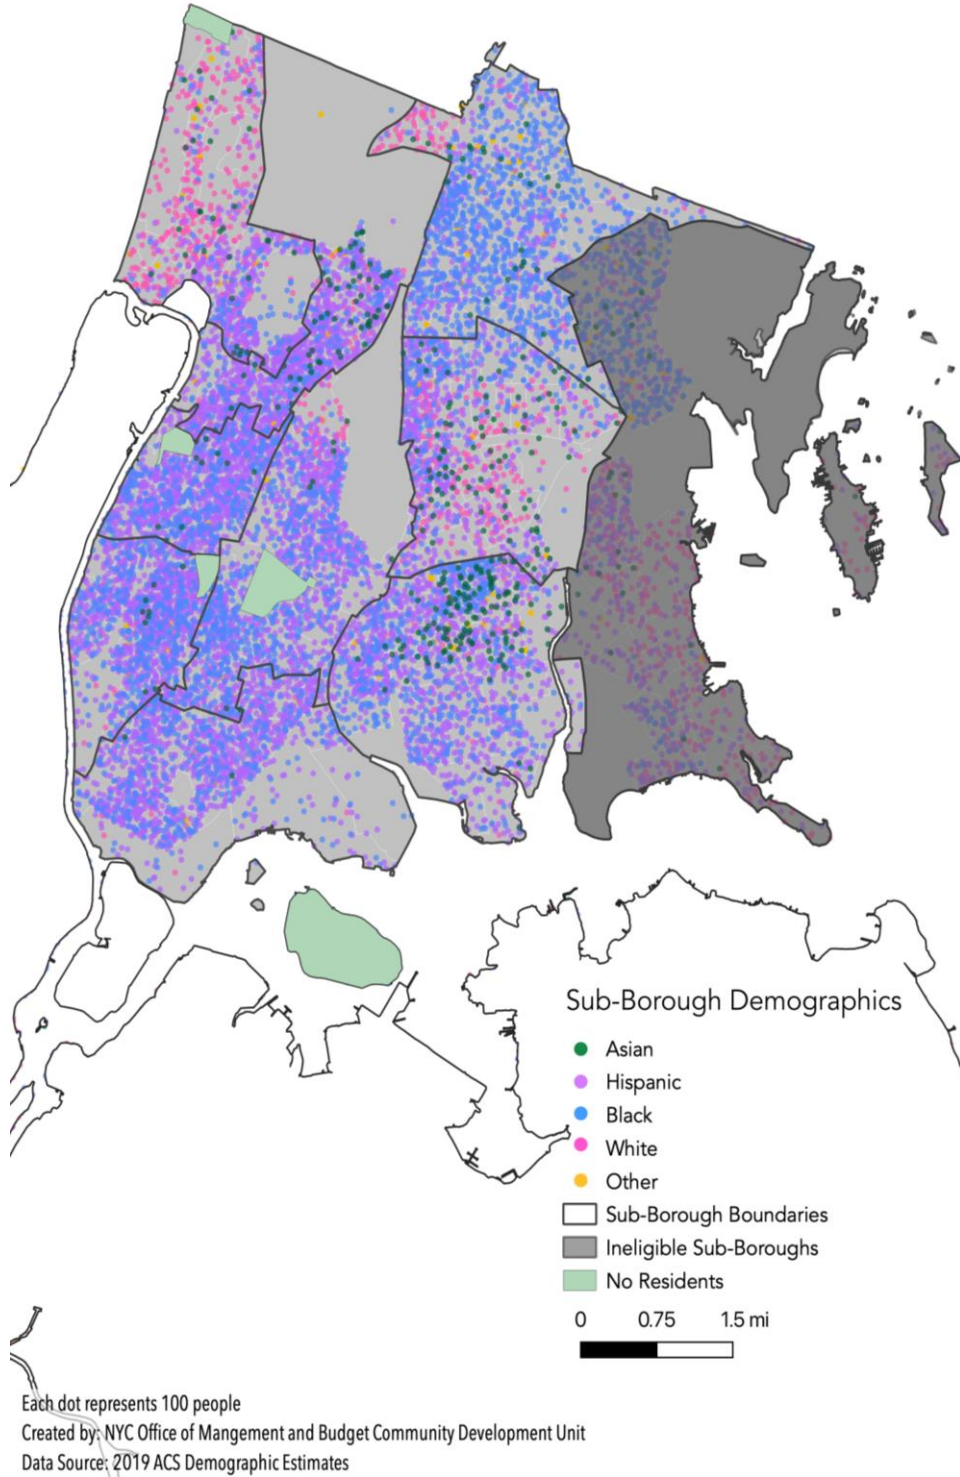 Sub-Borough Demographics
Asian
Hispanic
Black
White
Other
Sub-Borough Boundaries
Ineligible Sub-Boroughs
No Residents
0 0.75 1.5 mi
Each dot represents 100 people
Created by: NYC Office of Mangement and Budget Community Development Unit
Data Source: 2019 ACS Demographic Estimates